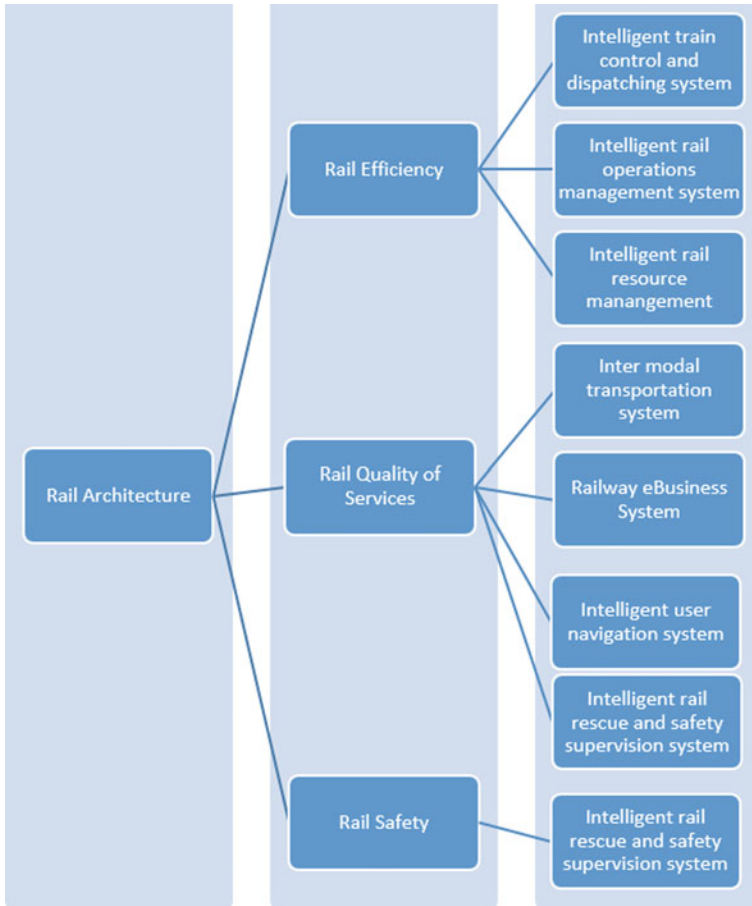 Rail Architecture
Rail Efficiency
Intelligent train
control and
dispatching system
Intelligent rail
operations
management system
Intelligent rail
resource
manangement
Rail Quality of
Services
Inter modal
transportation
system
Railway eBusiness
System
Intelligent user
navigation system
Intelligent rail
rescue and safety
supervision system
Rail Safety
Intelligent rail
rescue and safety
supervision system